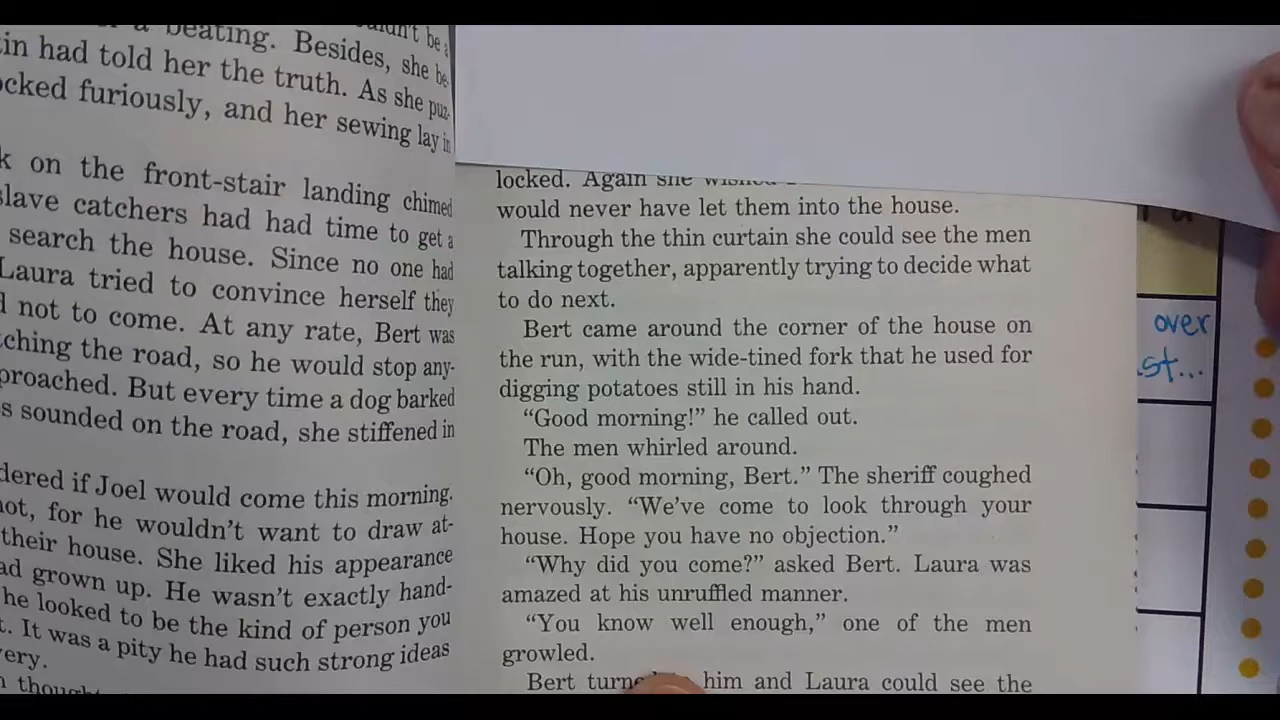 a beating. Besides, she be-
in had told her the truth. As she puz-
ocked furiously, and her sewing lay in
k on the front-stair landing chimed
slave catchers had had time to get a
search the house. Since no one had
Laura tried to convince herself they
d not to come. At any rate, Bert was
ching the road, so he would stop any-
proached. But every time a dog barked
s sounded on the road, she stiffened in
dered if Joel would come this morning.
not, for he wouldn't want to draw at-
their house. She liked his appearance
ad grown up. He wasn't exactly hand-
he looked to be the kind of person you
t. It was a pity he had such strong ideas
very.
locked. Again she wished
would never have let them into the house.
Through the thin curtain she could see the men
talking together, apparently trying to decide what
to do next.
Bert came around the corner of the house on
the run, with the wide-tined fork that he used for
digging potatoes still in his hand.
“Good morning!” he called out.
The men whirled around.
“Oh, good morning, Bert.” The sheriff coughed
nervously. “We’ve come to look through your
house. Hope you have no objection.”
“Why did you come?” asked Bert. Laura was
amazed at his unruffled manner.
“You know well enough,” one of the men
growled.
Bert turned him and Laura could see the
over
st...